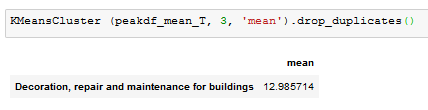 KMeansCluster (peakdf_mean_T, 3, 'mean').drop_duplicates()
mean
Decoration, repair and maintenance for buildings 12.985714